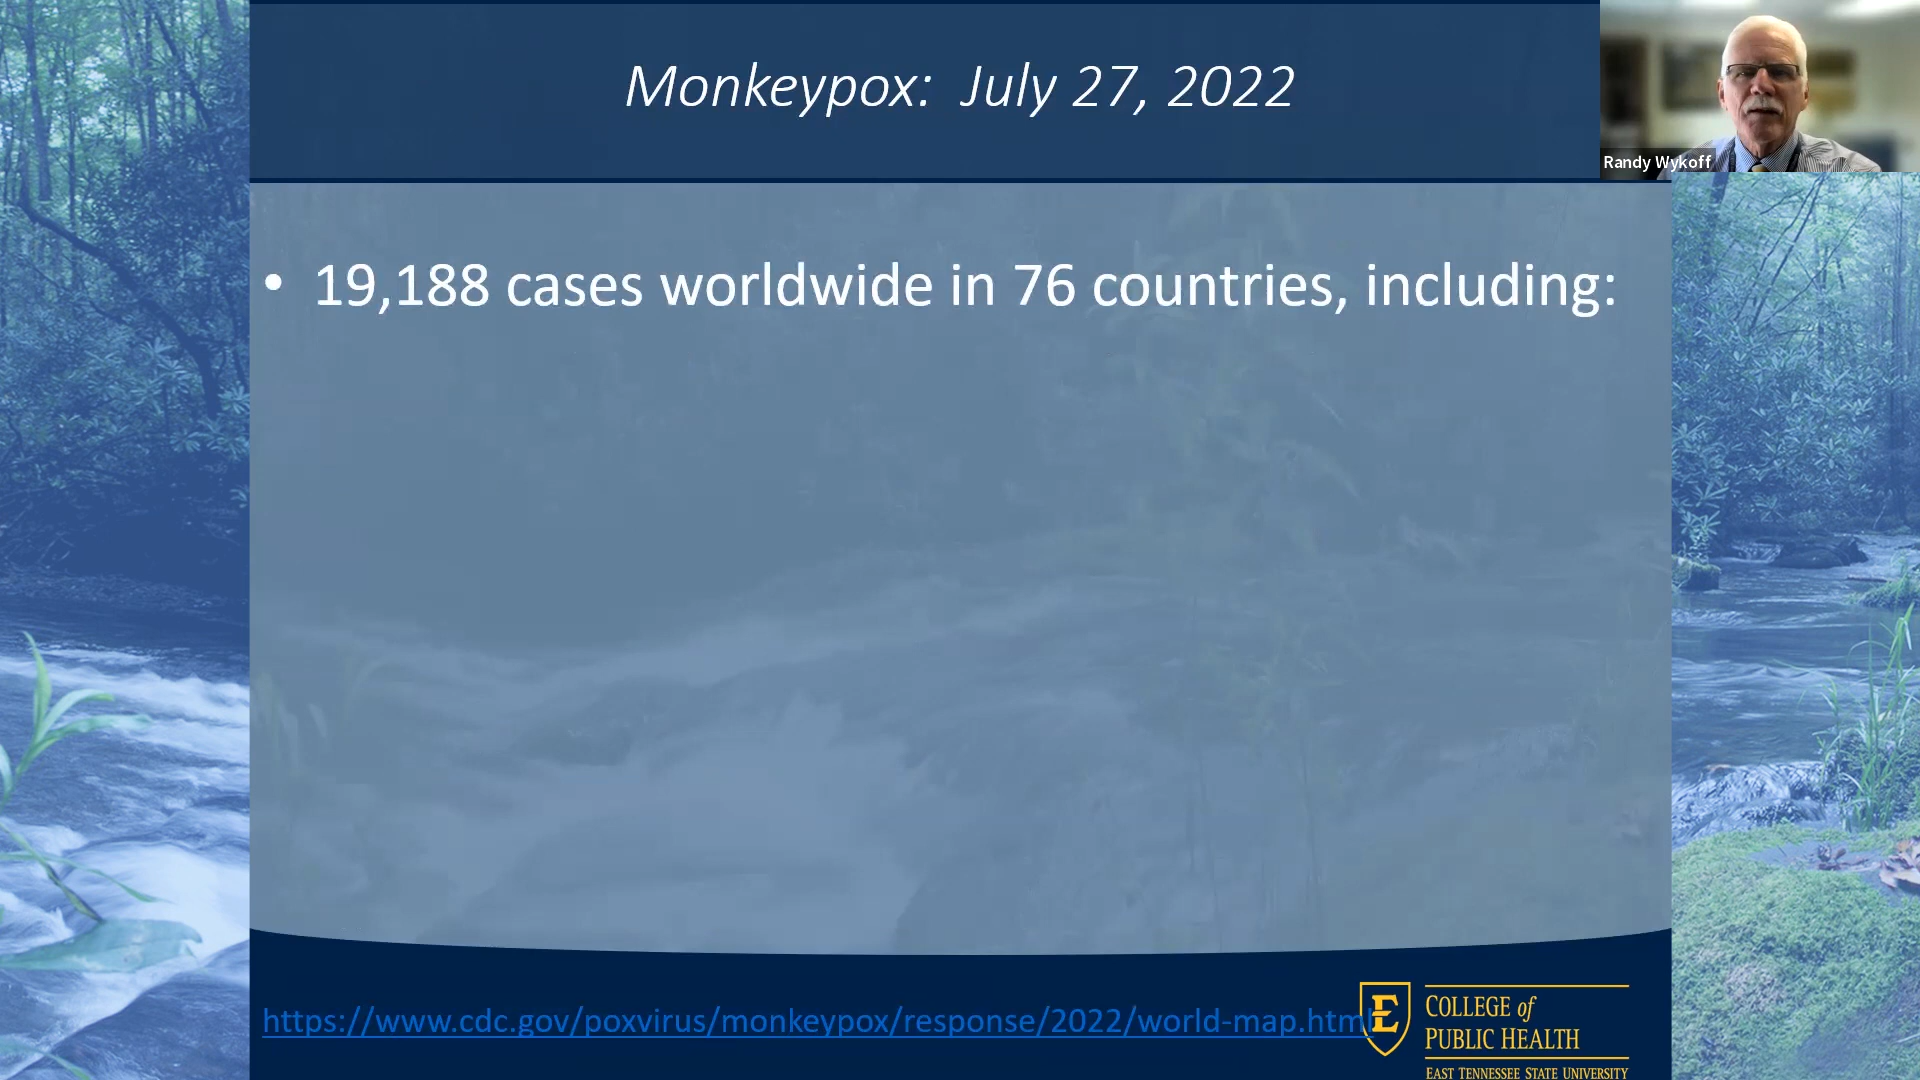 Monkeypox: July 27, 2022
Randy Wykoff
• 19,188 cases worldwide in 76 countries, including:
https://www.cdc.gov/poxvirus/monkeypox/response/2022/world-map.html
E
COLLEGE of
PUBLIC HEALTH
EAST TENNESSEE STATE UNIVERSITY